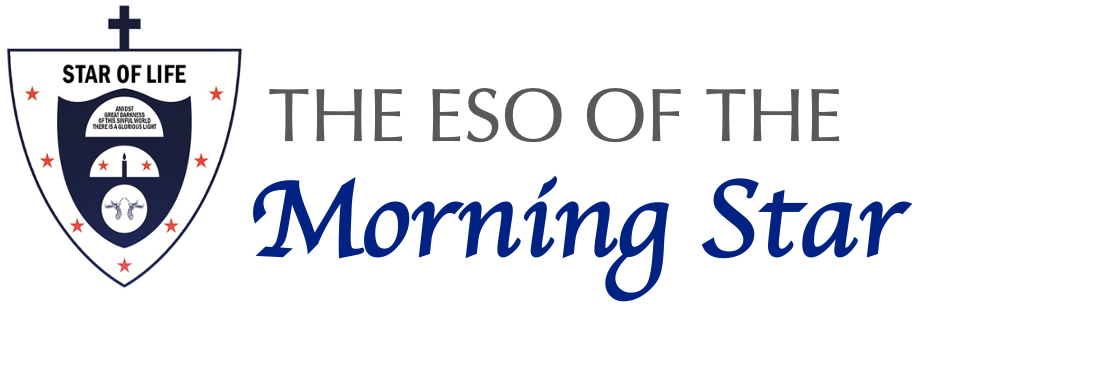 STAR OF LIFE
AMIDST
GREAT DARKNESS
OF THIS SINFUL WORLD
THERE IS A GLORIOUS LIGHT
THE ESO OF THE
Morning Star